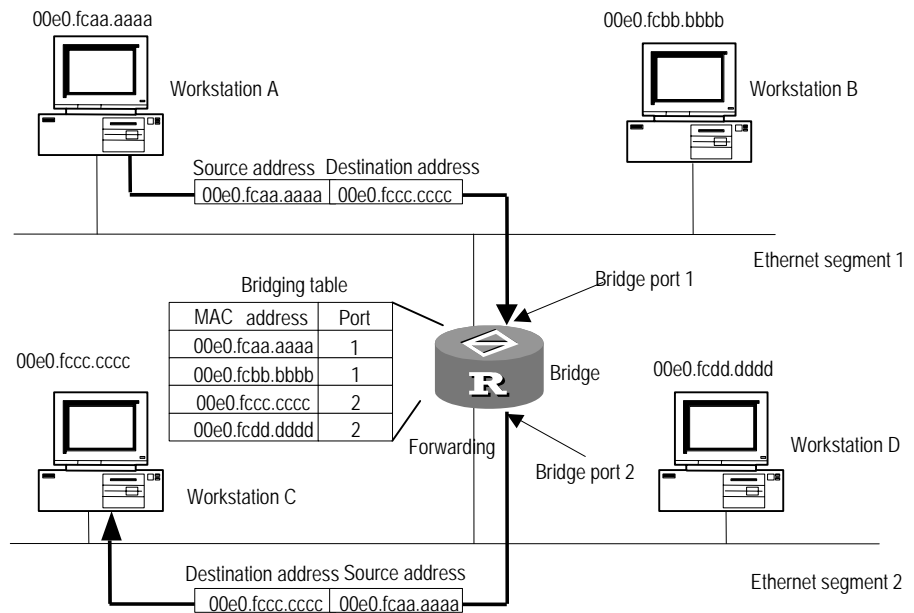 00e0.fcaa.aaaa
00e0.fcbb.bbbb
Workstation A
Workstation B
Source address Destination address
00e0.fcaa.aaaa 00e0.fccc.cccc
Ethernet segment 1
Bridge port 1
Bridging table
MAC address Port
00e0.fcaa.aaaa 1
00e0.fcbb.bbbb 1
00e0.fccc.cccc 2
00e0.fcdd.dddd 2
00e0.fccc.cccc
R
Bridge
00e0.fcdd.dddd
Forwarding
Bridge port 2
Workstation D
Workstation C
Destination address Source address
00e0.fccc.cccc 00e0.fcaa.aaaa
Ethernet segment 2